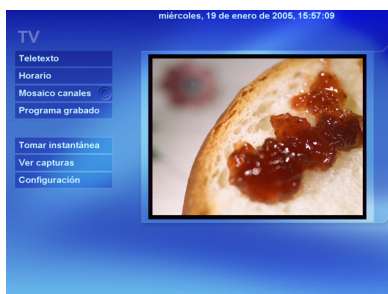 miércoles, 19 de enero de 2005, 15:57:09
TV
Teletexto
Horario
Mosaico canales
Programa grabado
Tomar instantánea
Ver capturas
Configuración